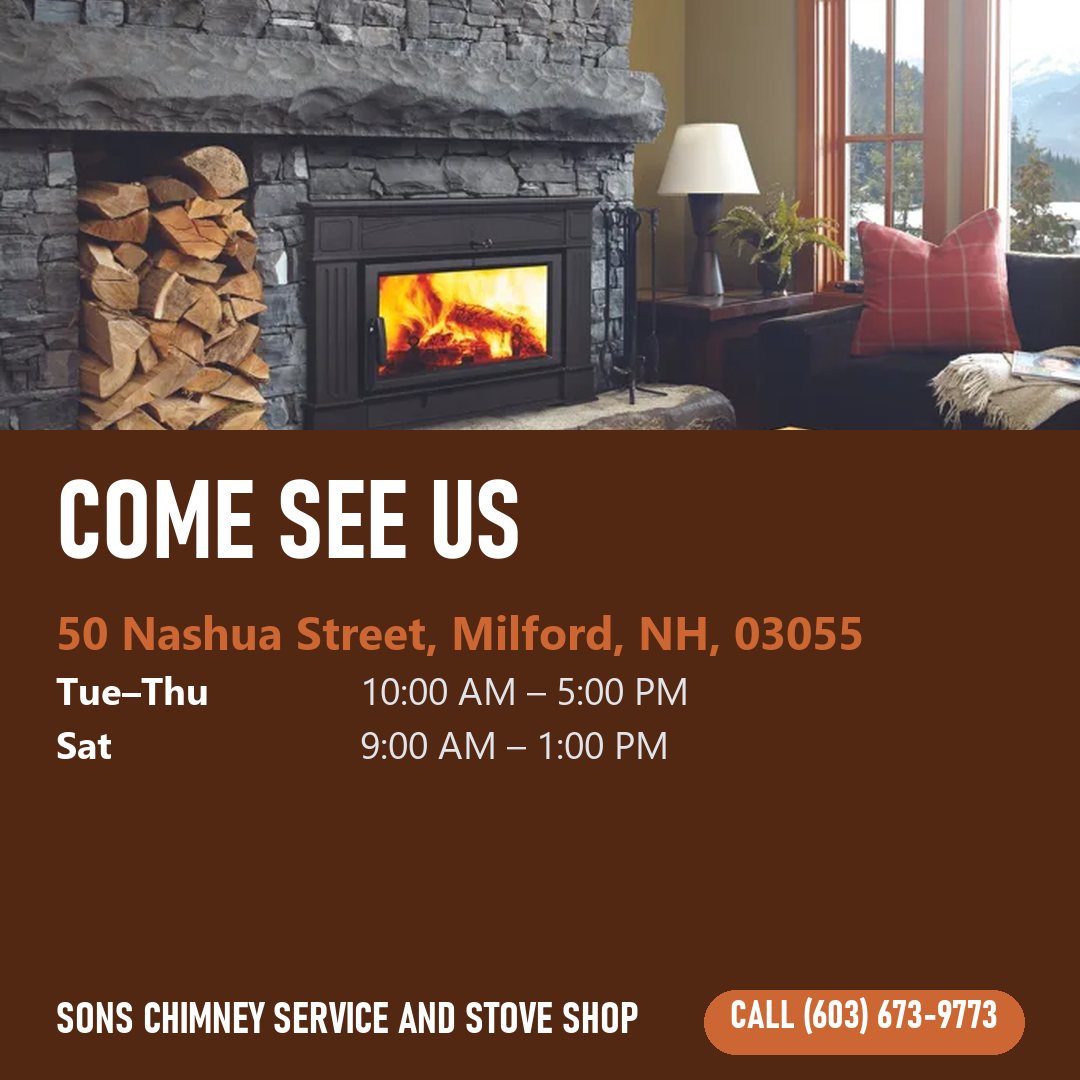 COME SEE US
50 Nashua Street, Milford, NH, 03055
Tue–Thu 10:00 AM – 5:00 PM
Sat 9:00 AM – 1:00 PM
SONS CHIMNEY SERVICE AND STOVE SHOP
CALL (603) 673-9773